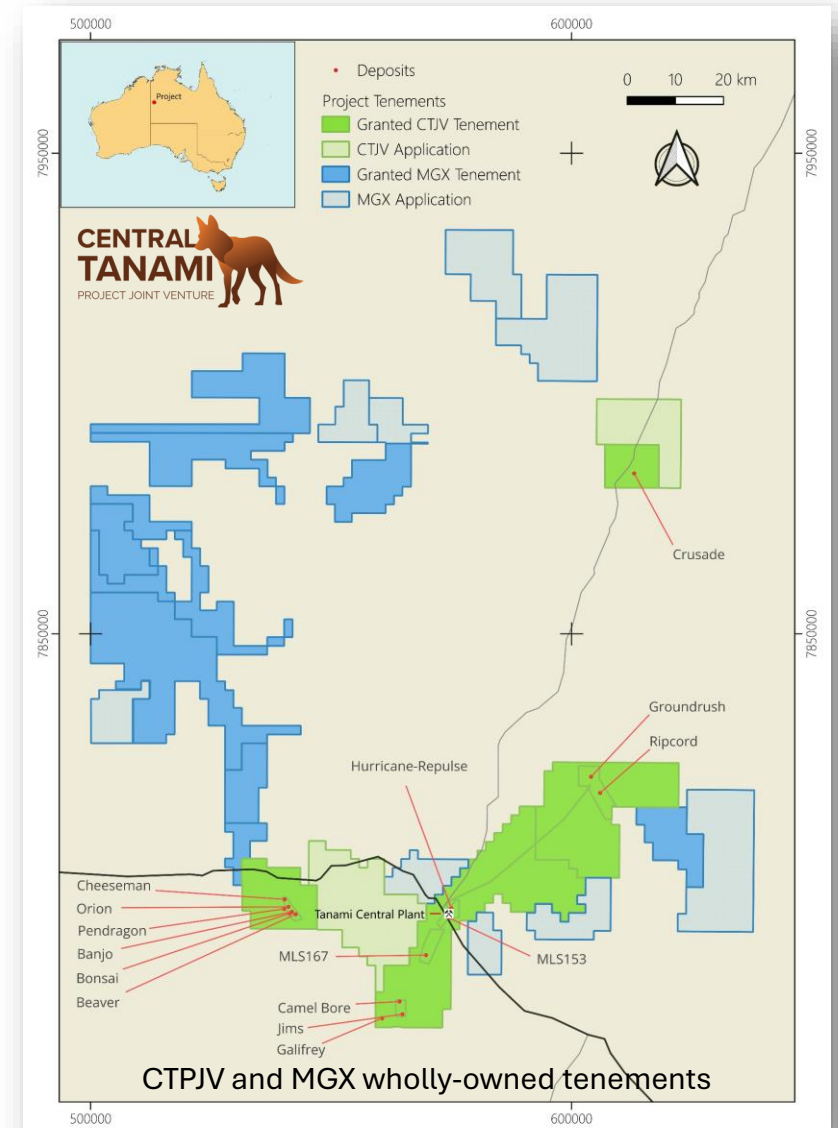 500000
600000
Project
Deposits
Project Tenements
Granted CTJV Tenement
CTJV Application
Granted MGX Tenement
MGX Application
0 10 20 km
7950000
7950000
CENTRAL
TANAMI
PROJECT JOINT VENTURE
Crusade
7850000
7850000
Groundrush
Ripcord
Hurricane-Repulse
Cheeseman
Orion
Pendragon
Banjo
Bonsai
Beaver
Tanami Central Plant
MLS167
MLS153
Camel Bore
Jims
Galifrey
CTPJV and MGX wholly-owned tenements
500000
600000